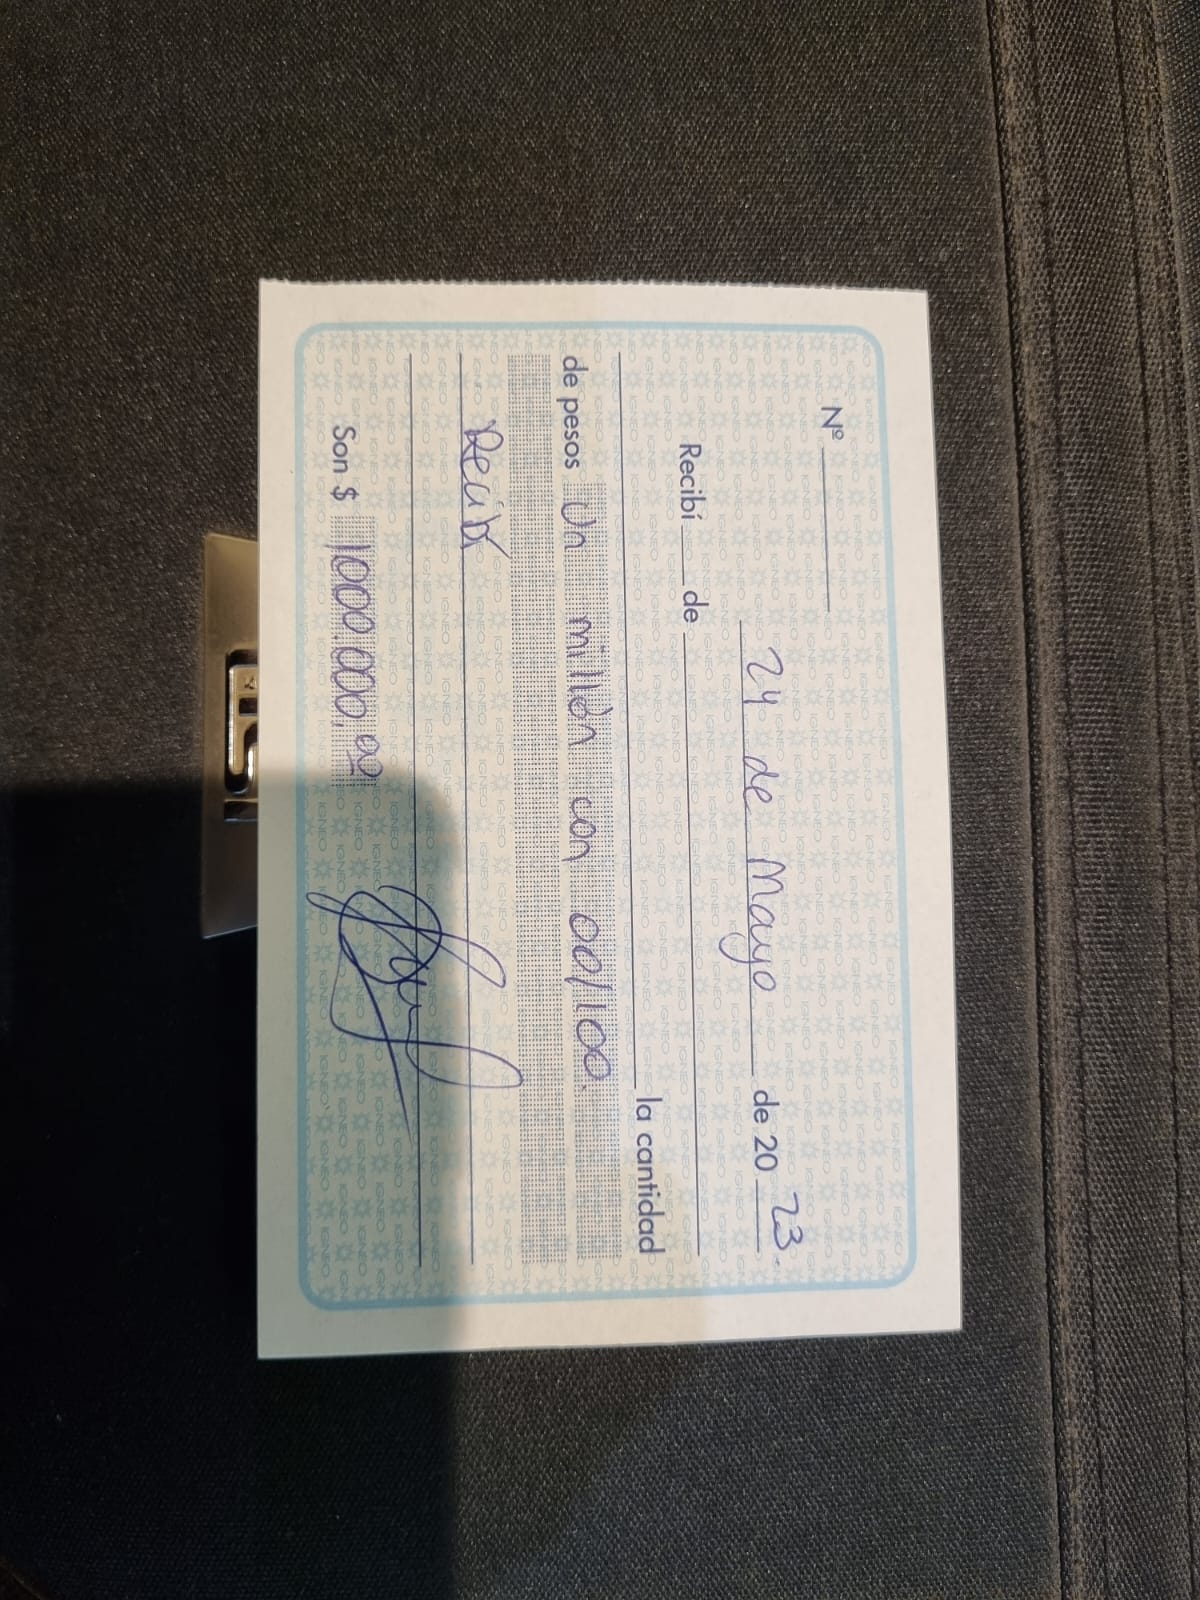 Nº
24 de Mayo de 20 23.
Recibí de
la cantidad
de pesos Un millón con 00/100.
Recibí
Son $ 1000.000,00